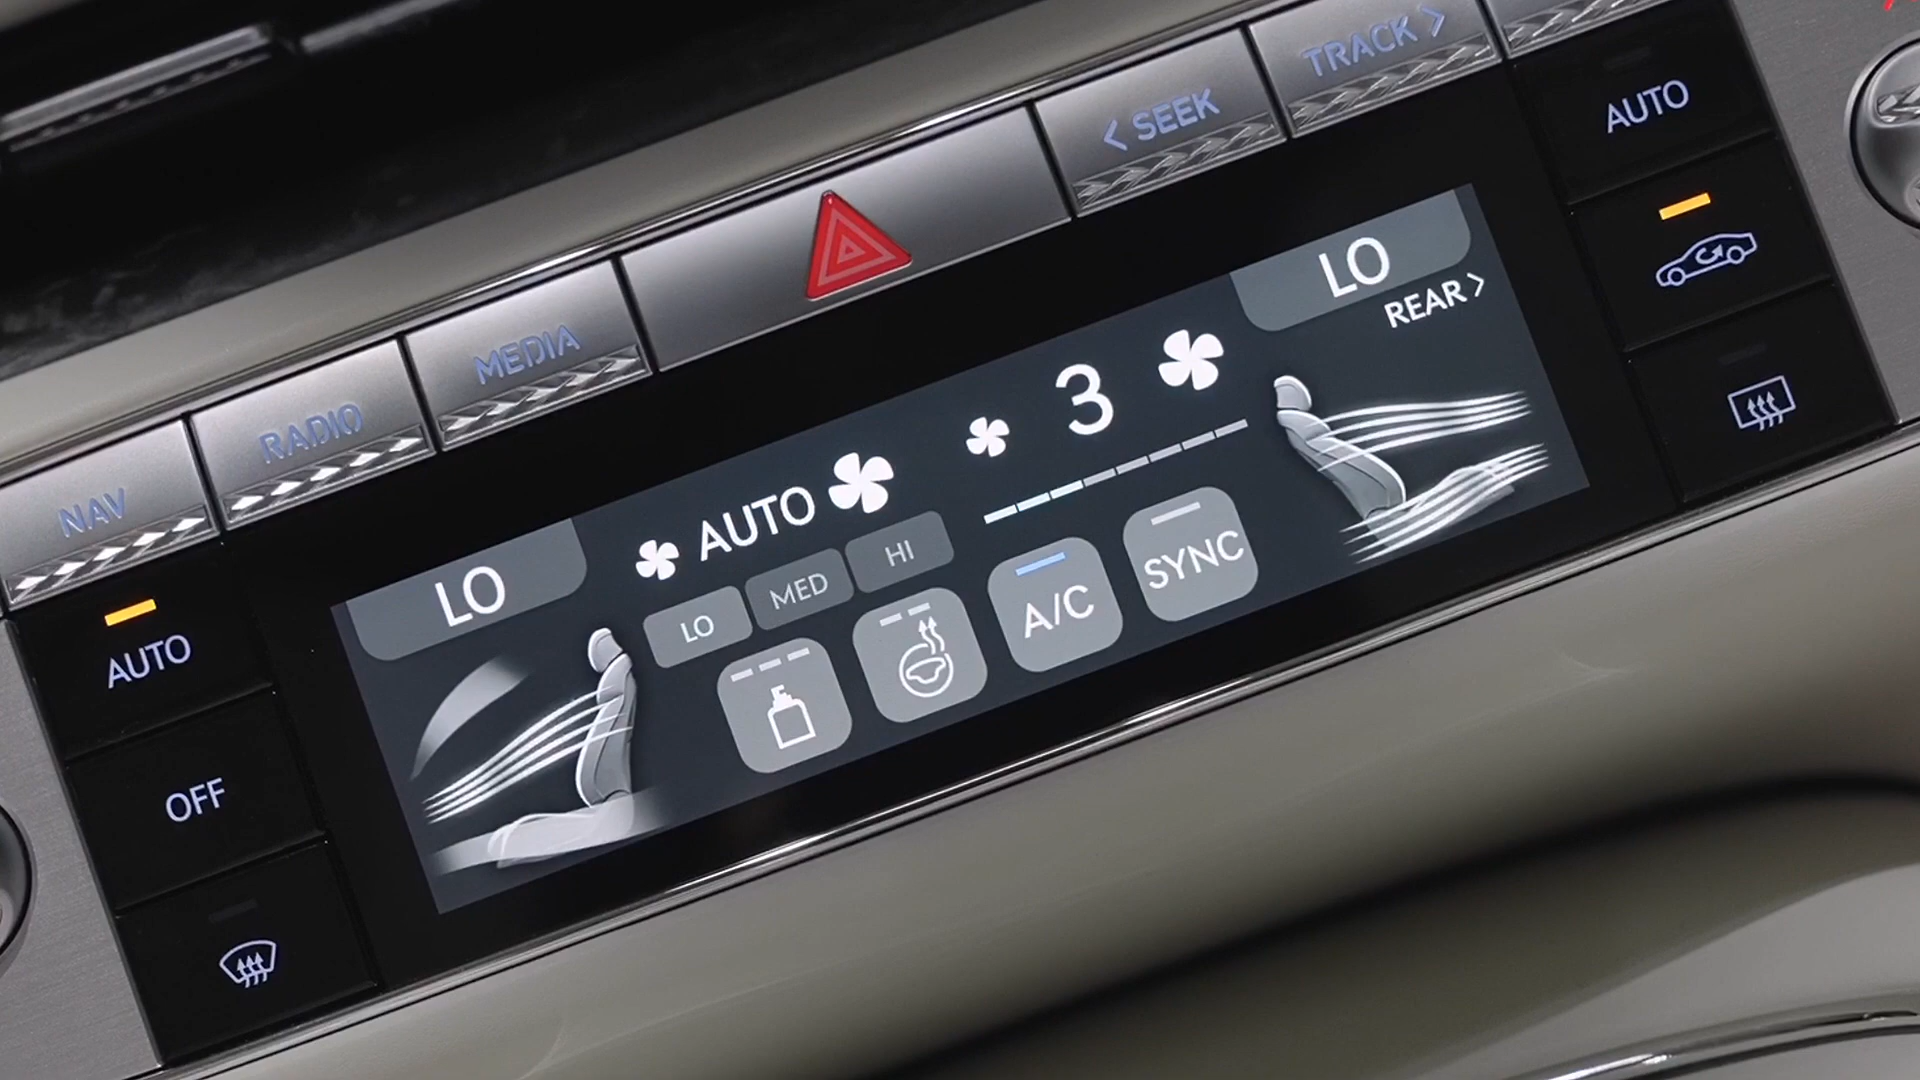 NAV
RADIO
MEDIA
< SEEK
TRACK >
AUTO
OFF
LO
AUTO
LO
MED
HI
3
A/C
SYNC
LO
REAR >
AUTO